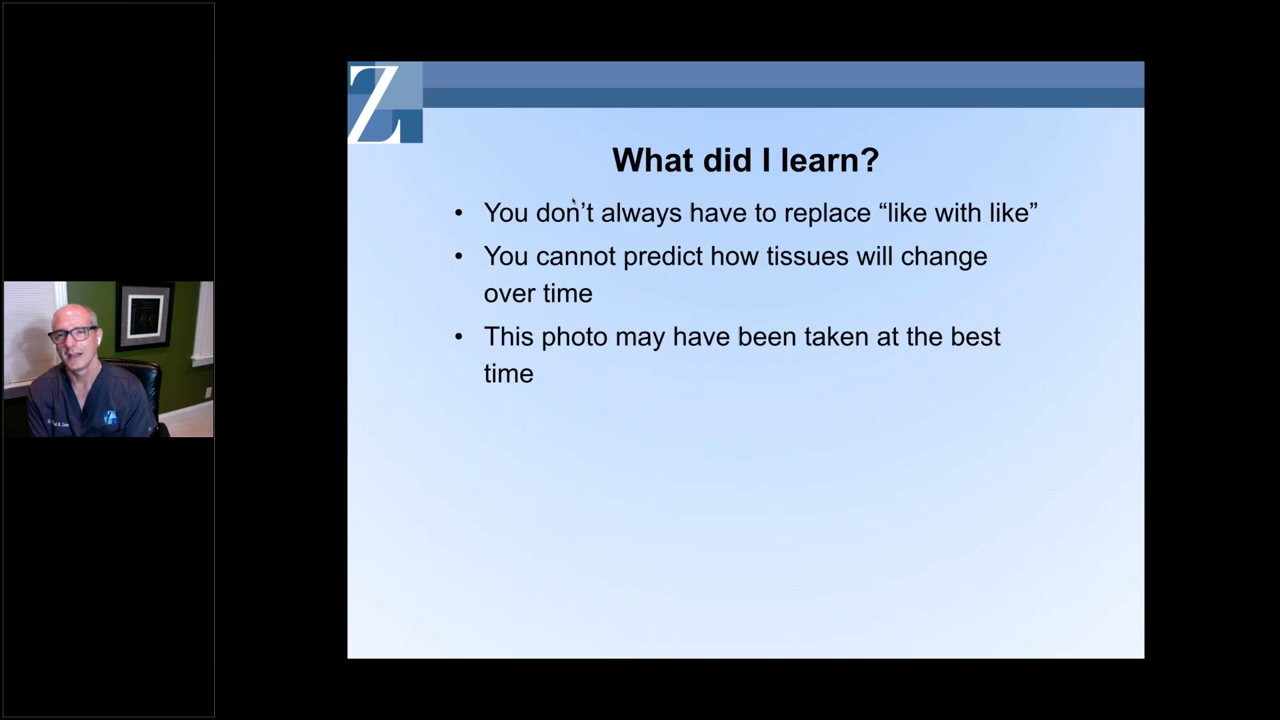 Z
What did I learn?
• You don’t always have to replace “like with like”
• You cannot predict how tissues will change
over time
• This photo may have been taken at the best
time